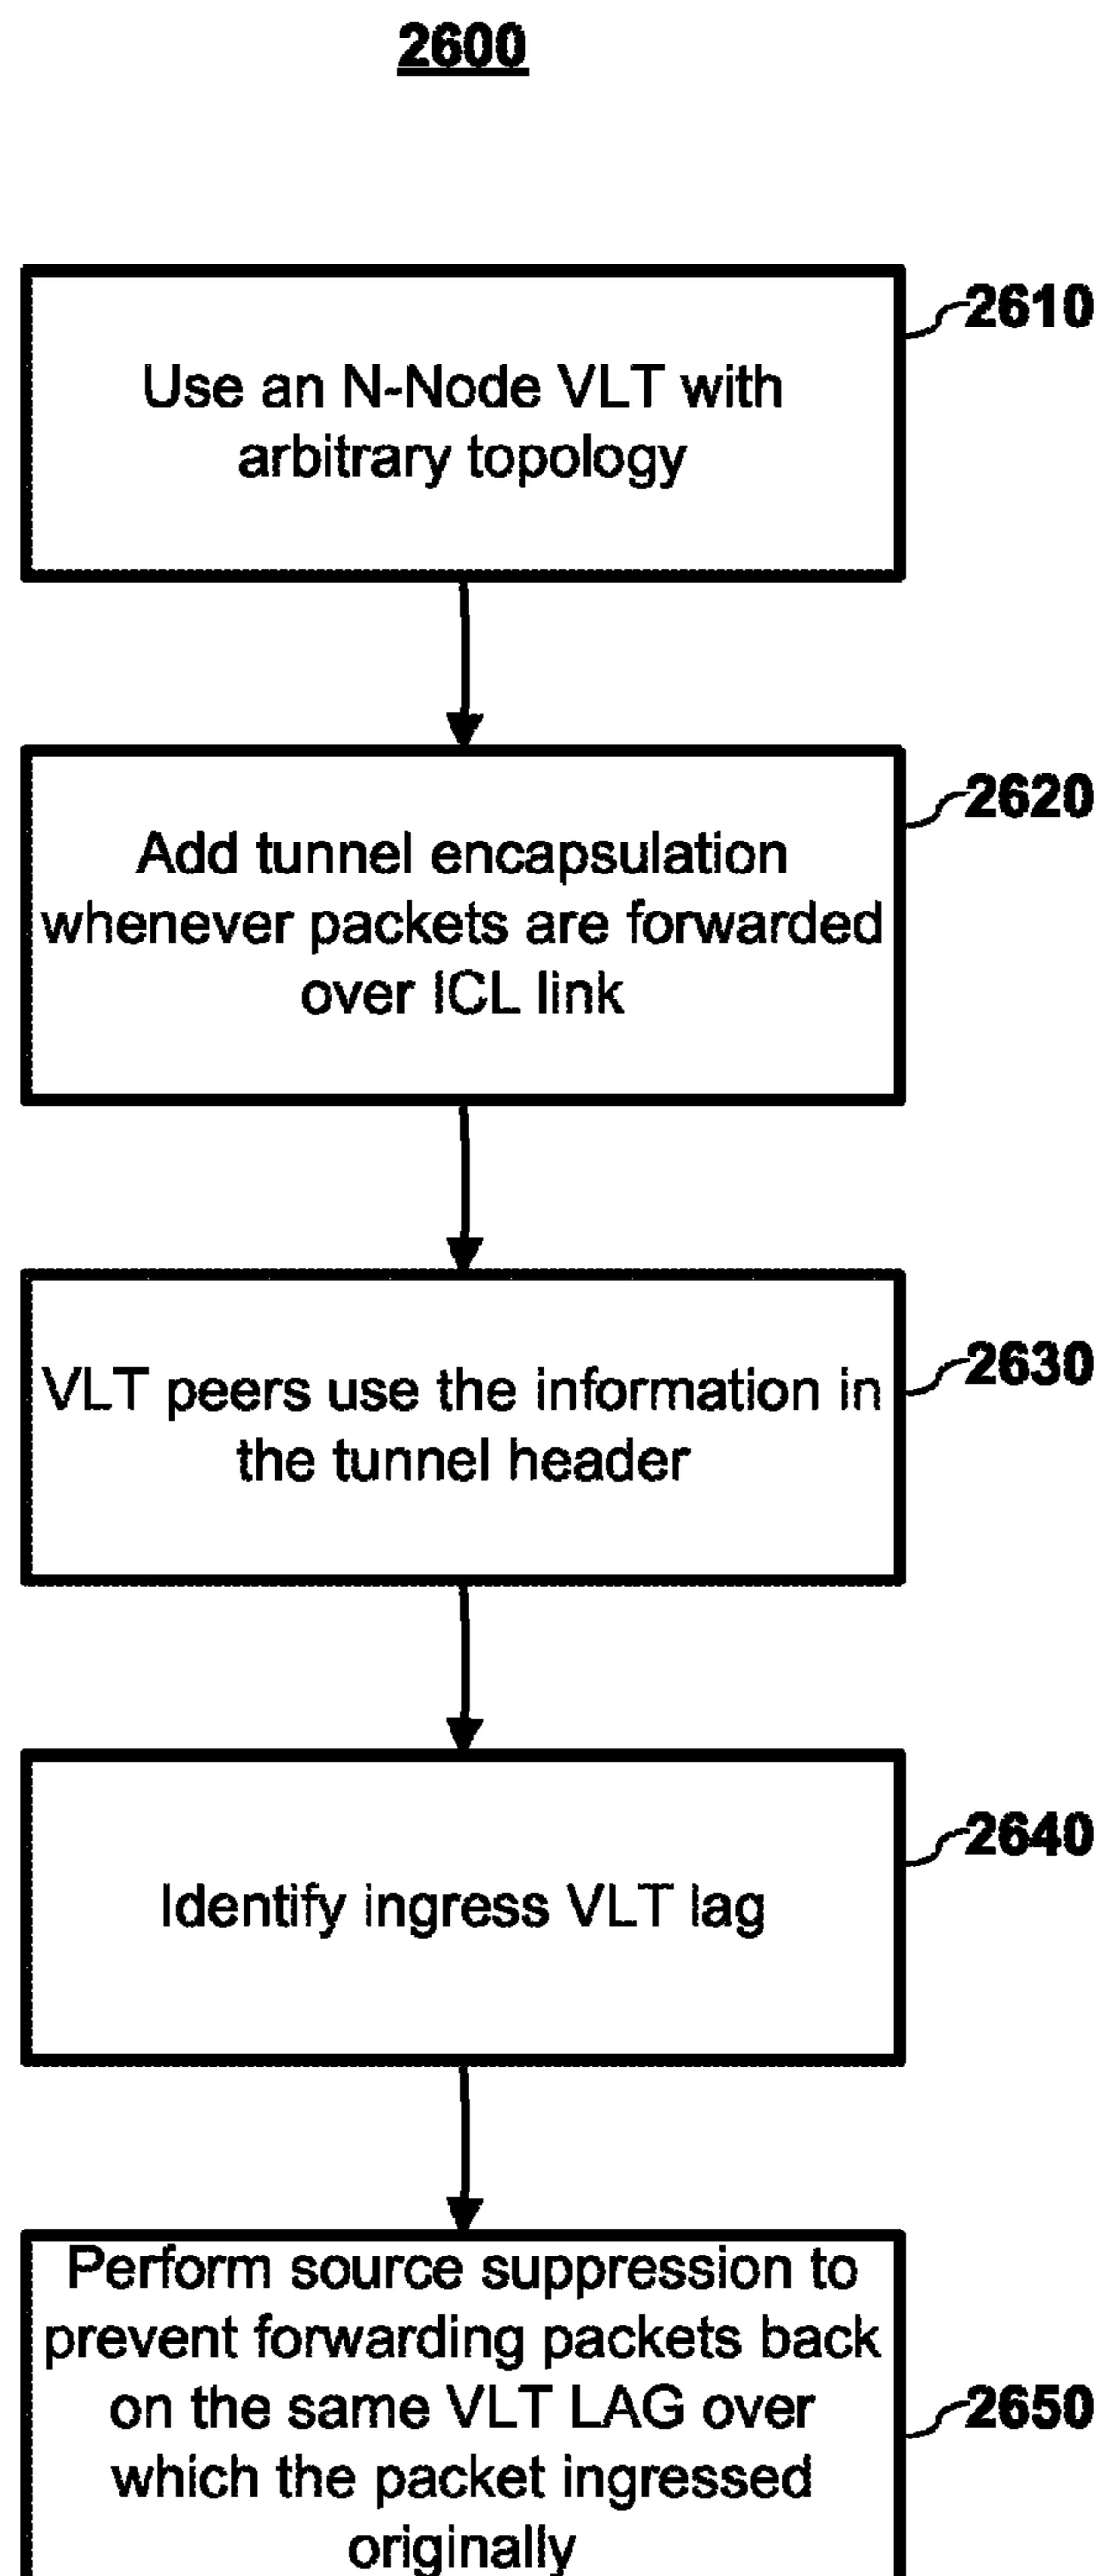 2600
2610
Use an N-Node VLT with
arbitrary topology
2620
Add tunnel encapsulation
whenever packets are forwarded
over ICL link
2630
VLT peers use the information in
the tunnel header
2640
Identify ingress VLT lag
Perform source suppression to
prevent forwarding packets back
on the same VLT LAG over
2650
which the packet ingressed
originally